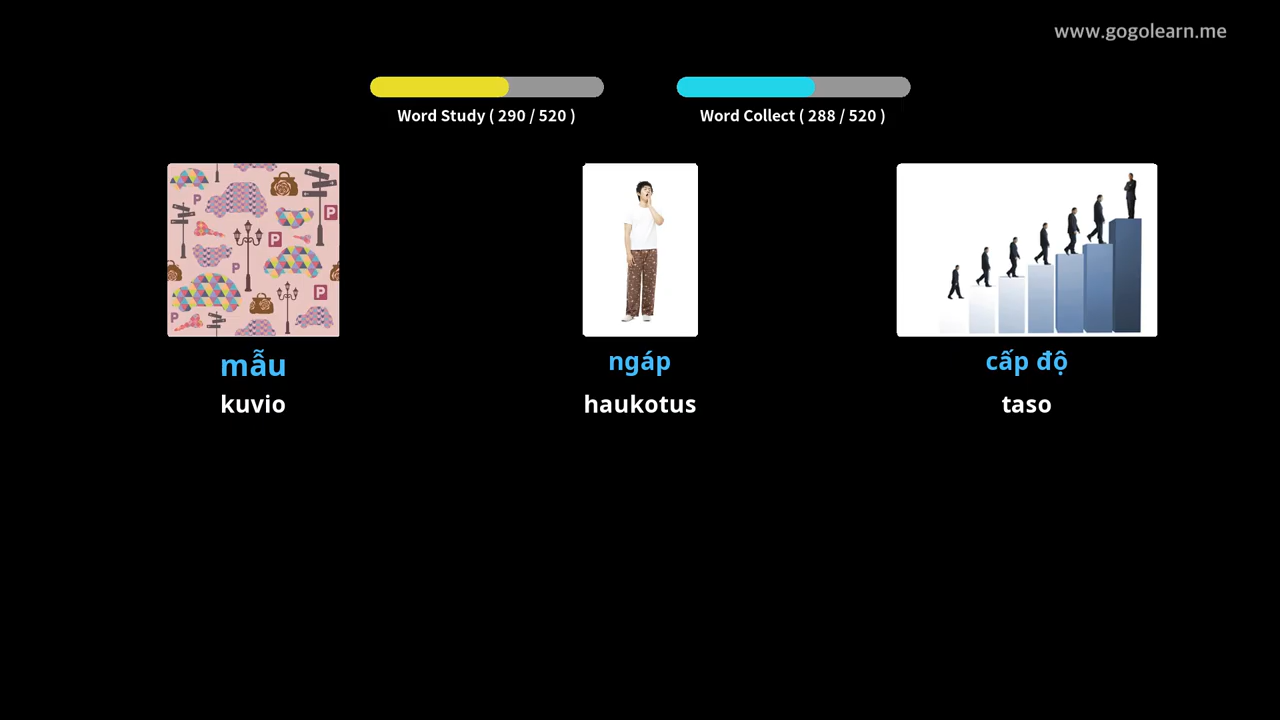 www.gogolearn.me
Word Study ( 290 / 520 )
Word Collect ( 288 / 520 )
P
P
P
P
P
P
P
mẫu
ngáp
cấp độ
kuvio
haukotus
taso